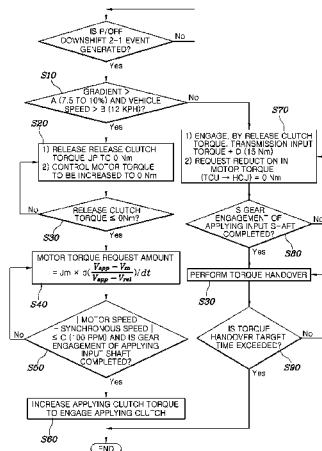 IS P/OFF
DOWNSHIFT 2-1 EVENT
GENERATED?
No
Yes
S10
GRADIENT >
A (7.5 TO 10%) AND VEHICLE
SPEED > B (12 KPH)?
No
Yes
S20
1) RELEASE RELEASE CLUTCH
TORQUE UP TO 0 Nm
2) CONTROL MOTOR TORQUE
TO BE INCREASED TO 0 Nm
S70
1) ENGAGE, BY RELEASE CLUTCH
TORQUE, TRANSMISSION INPUT
TORQUE + D (15 Nm)
2) REQUEST REDUCTION IN
MOTOR TORQUE
(TCU → HCU) = 0 Nm
No
RELEASE CLUTCH
TORQUE ≤ 0Nm?
S30
Yes
No
IS GEAR
ENGAGEMENT OF
APPLYING INPUT SHAFT
COMPLETED?
S80
Yes
MOTOR TORQUE REQUEST AMOUNT
= Jm × d(Vapp − Vm / Vapp − Vrel)/dt
S40
PERFORM TORQUE HANDOVER
S30
No
| MOTOR SPEED
− SYNCHRONOUS SPEED |
≤ C (100 RPM) AND IS GEAR
ENGAGEMENT OF APPLYING
INPUT SHAFT
COMPLETED?
S50
Yes
No
IS TORQUE
HANDOVER TARGET
TIME EXCEEDED?
S90
Yes
INCREASE APPLYING CLUTCH TORQUE
TO ENGAGE APPLYING CLUTCH
S60
END